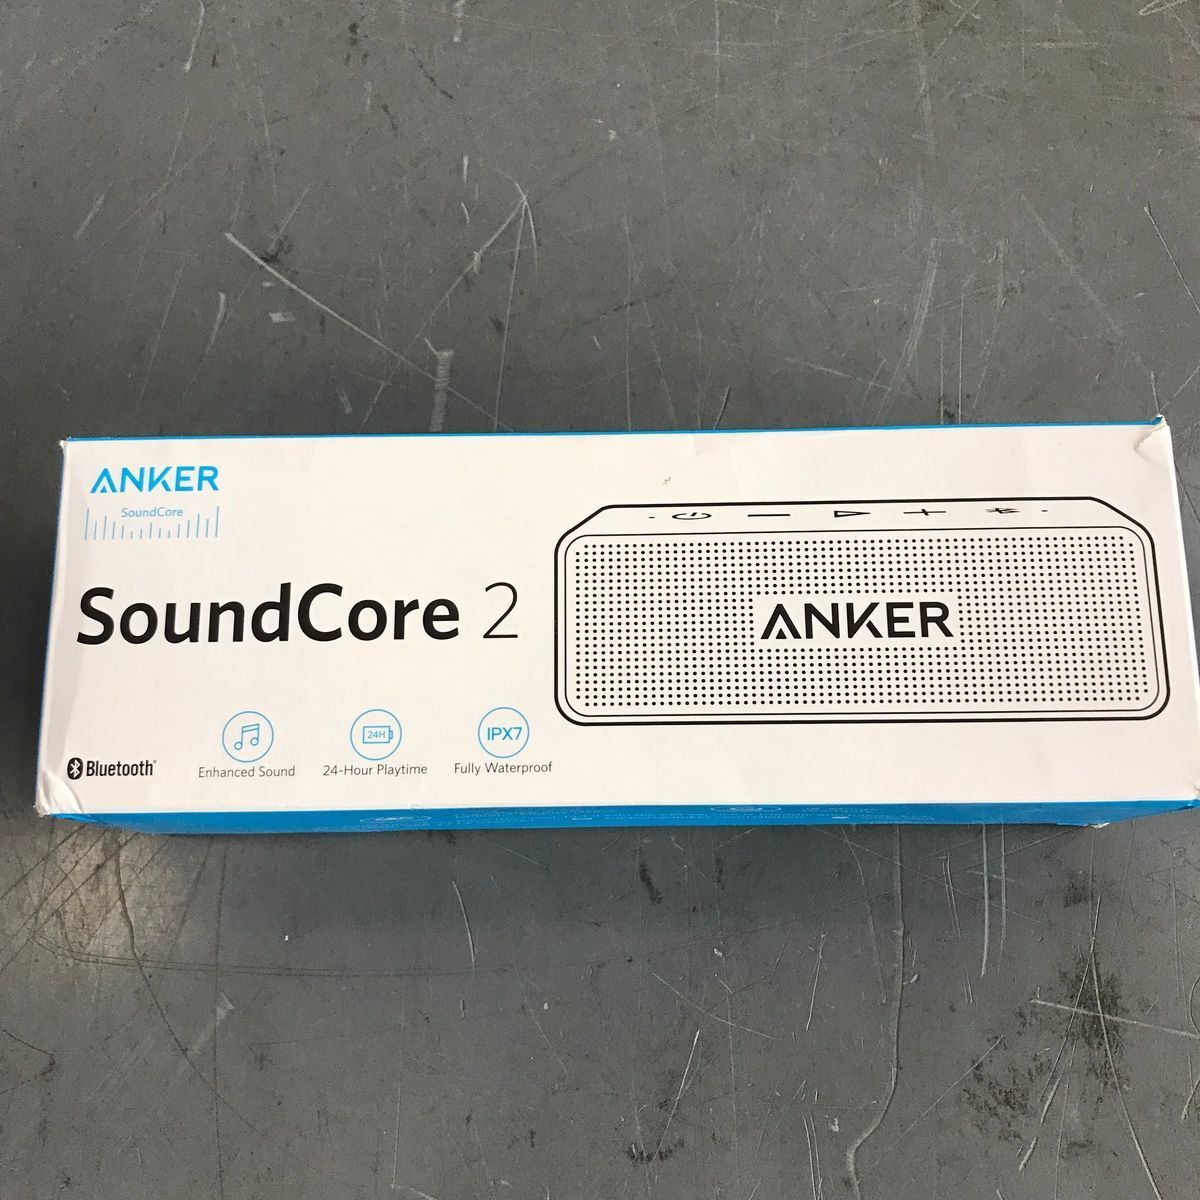 ANKER
SoundCore
SoundCore 2
ANKER
24H
IPX7
Bluetooth®
Enhanced Sound
24-Hour Playtime
Fully Waterproof